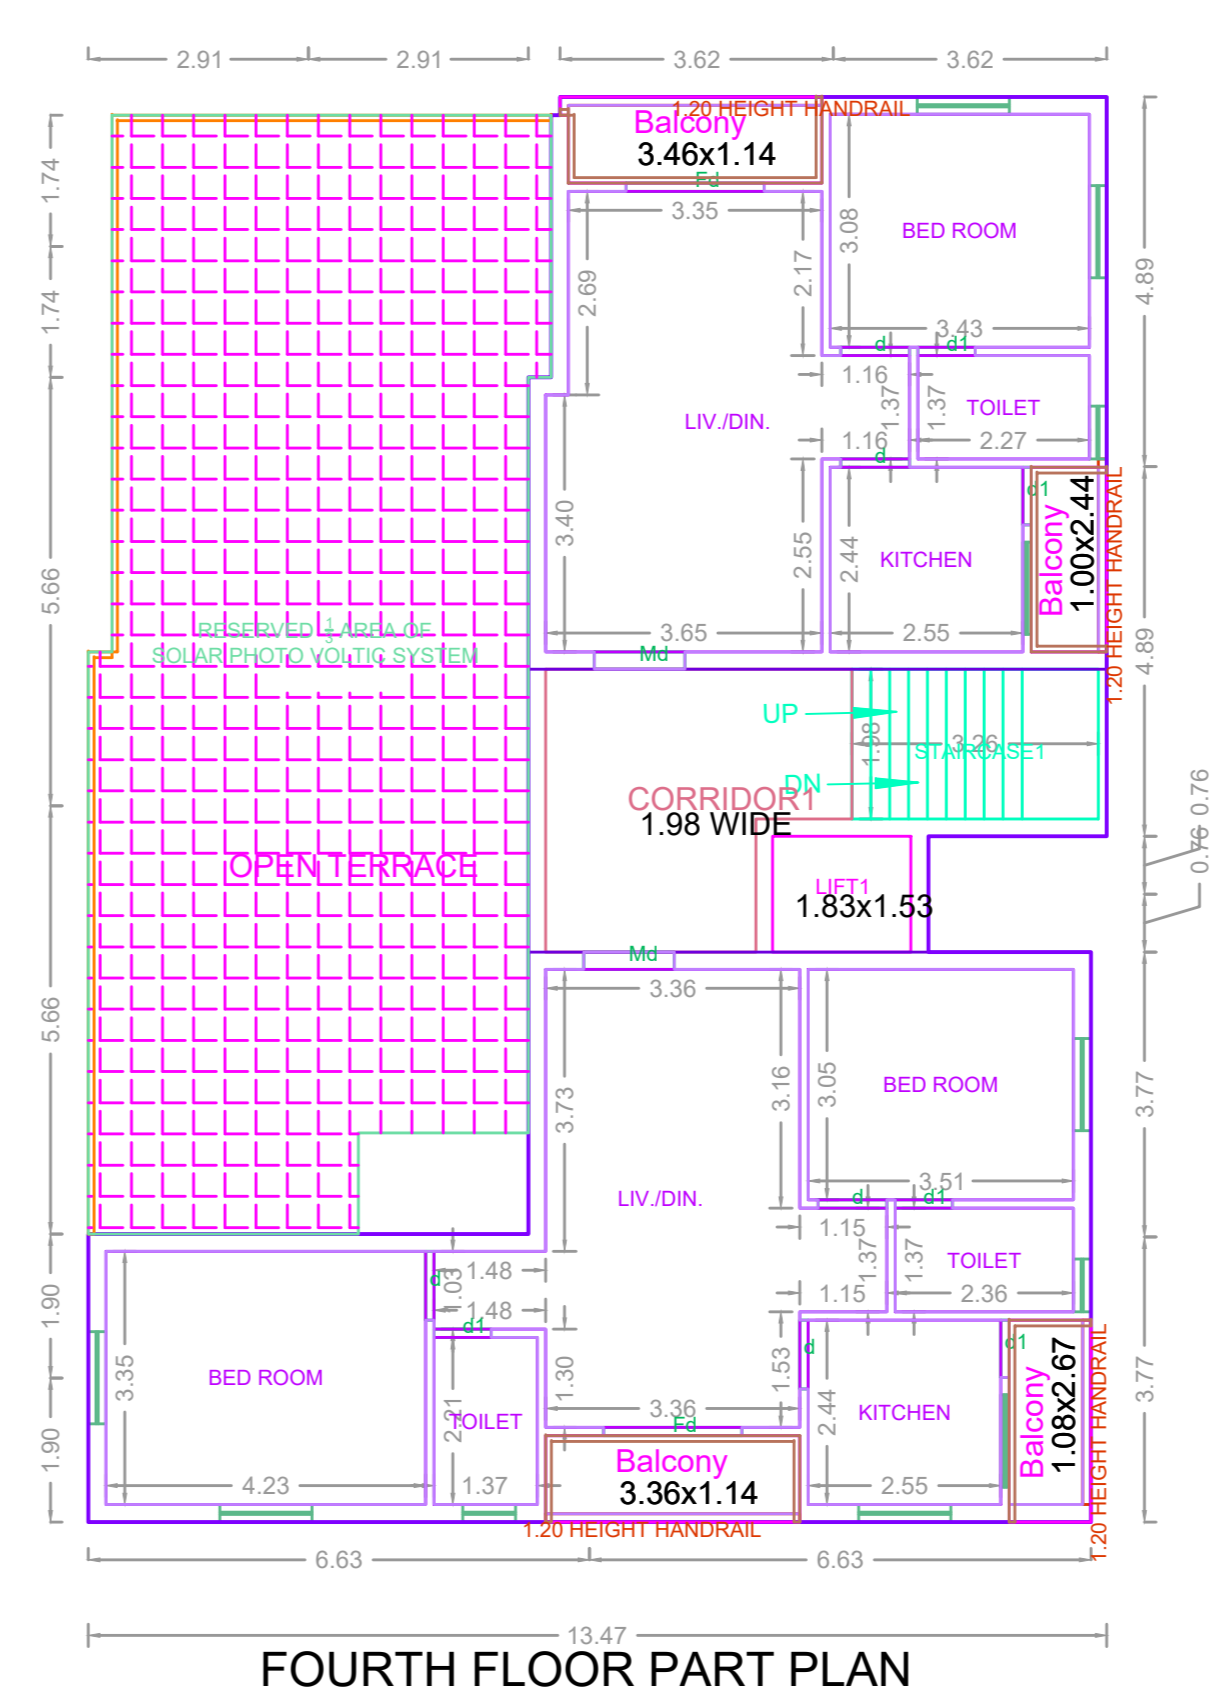 2.91
2.91
3.62
3.62
1.20 HEIGHT HANDRAIL
Balcony
3.46x1.14
Fd
3.35
1.74
3.08
BED ROOM
2.69
2.17
4.89
1.74
3.43
d
d1
1.16
1.37
1.37
TOILET
LIV./DIN.
1.16
2.27
d
d1
3.40
2.55
2.44
KITCHEN
Balcony
1.00x2.44
1.20 HEIGHT HANDRAIL
5.66
RESERVED 1/3 AREA OF
SOLAR PHOTO VOLTIC SYSTEM
3.65
2.55
Md
4.89
UP
1.98
3.26
STAIRCASE1
DN
CORRIDOR1
1.98 WIDE
0.76
0.76
OPEN TERRACE
LIFT1
1.83x1.53
Md
3.36
5.66
3.73
3.16
3.05
BED ROOM
3.77
3.51
d
d1
LIV./DIN.
1.15
1.37
1.37
TOILET
1.03
1.48
d
1.15
2.36
1.90
1.48
d1
d
d1
3.35
BED ROOM
1.30
1.53
3.77
2.21
TOILET
3.36
Fd
2.44
KITCHEN
Balcony
1.08x2.67
1.20 HEIGHT HANDRAIL
1.90
Balcony
3.36x1.14
4.23
1.37
2.55
1.20 HEIGHT HANDRAIL
6.63
6.63
13.47
FOURTH FLOOR PART PLAN